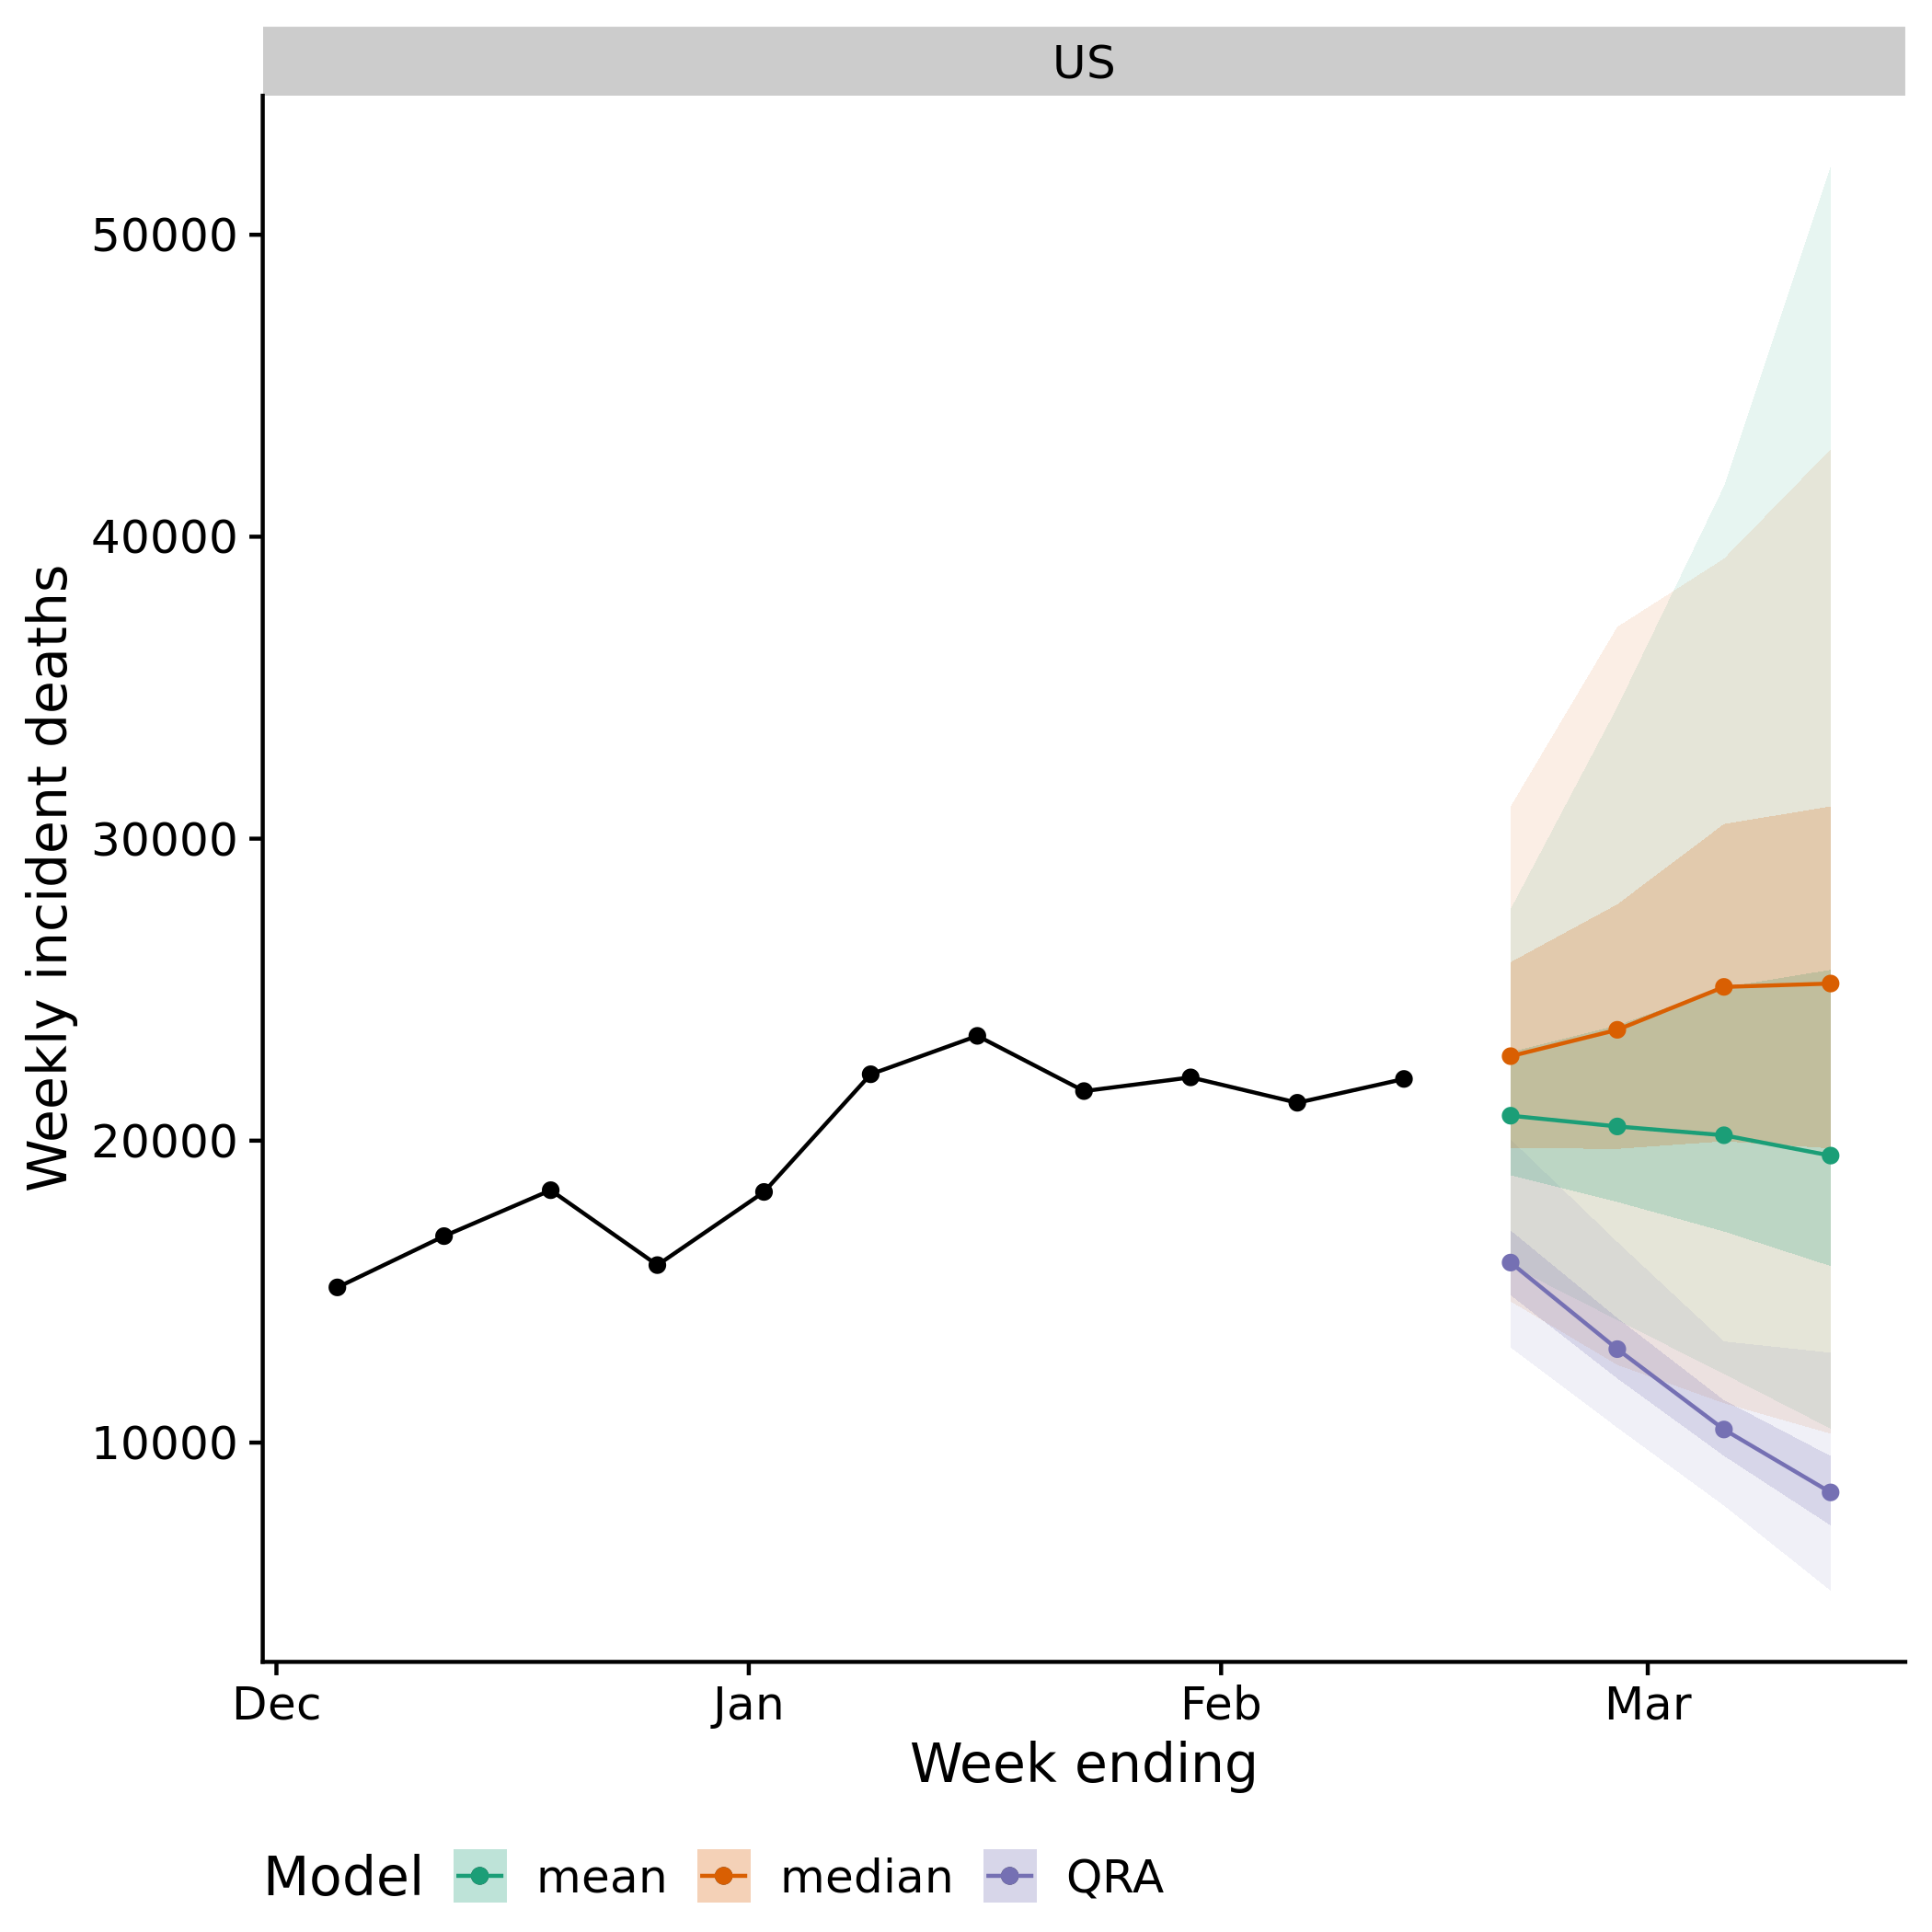 US
Weekly incident deaths
50000
40000
30000
20000
10000
Dec Jan Feb Mar
Week ending
Model mean median QRA